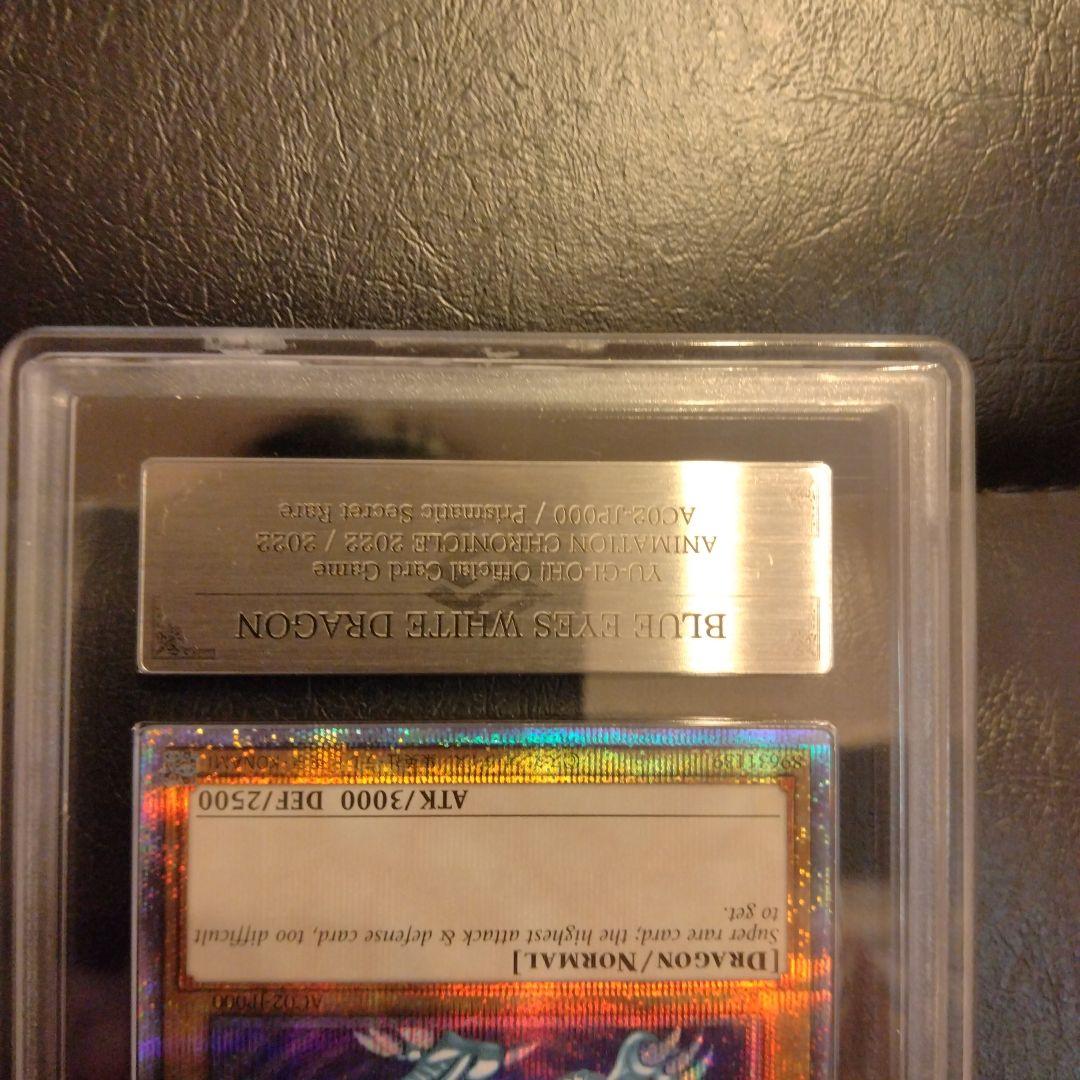 BLUE EYES WHITE DRAGON
YU-GI-OH! Official Card Game
ANIMATION CHRONICLE 2022 / 2022
AC02-JP000 / Prismatic Secret Rare
AC02-JP000
[DRAGON/NORMAL]
Super rare card, the highest attack & defense card, too difficult
to get.
ATK/3000 DEF/2500
89631139
KONAMI